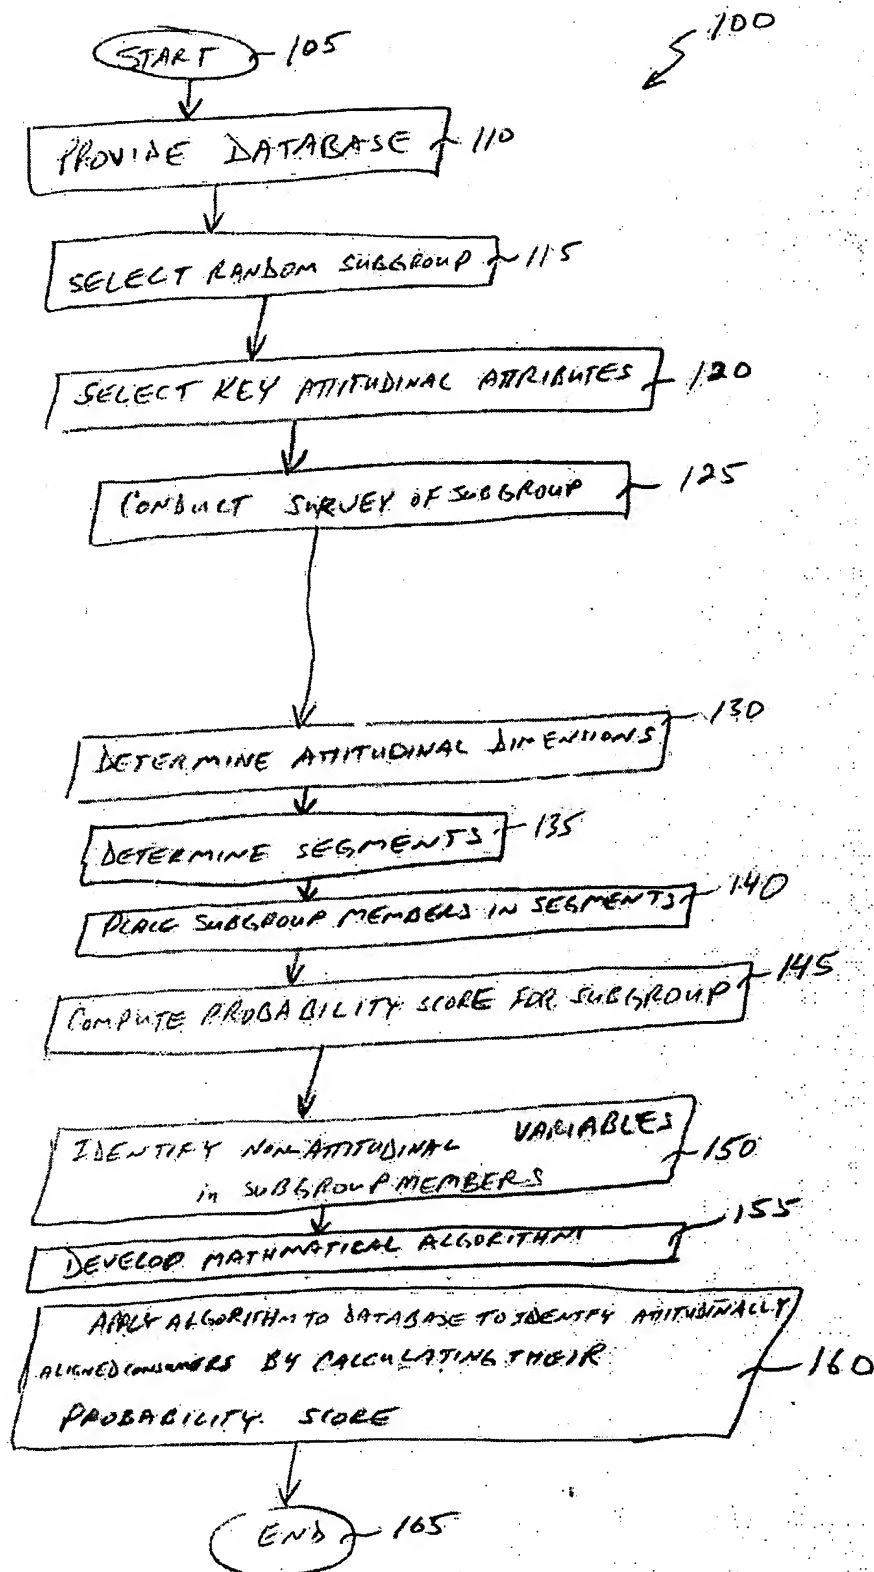 100
START 105
PROVIDE DATABASE 110
SELECT RANDOM SUBGROUP 115
SELECT KEY ATTITUDINAL ATTRIBUTES 120
CONDUCT SURVEY OF SUBGROUP 125
DETERMINE ATTITUDINAL DIMENSIONS 130
DETERMINE SEGMENTS 135
PLACE SUBGROUP MEMBERS IN SEGMENTS 140
COMPUTE PROBABILITY SCORE FOR SUBGROUP 145
IDENTIFY NON-ATTITUDINAL VARIABLES
in SUBGROUP MEMBERS 150
DEVELOP MATHMATICAL ALGORITHM 155
APPLY ALGORITHM TO DATABASE TO IDENTIFY ATTITUDINALLY
ALIGNED CONSUMERS BY CALCULATING THEIR 160
PROBABILITY SCORE
END 165